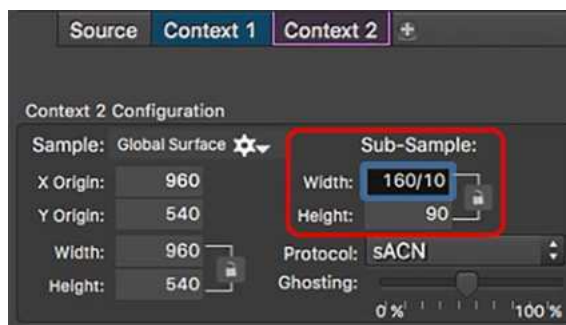 Source Context 1 Context 2 +
Context 2 Configuration
Sample: Global Surface Sub-Sample:
X Origin: 960 Width: 160/10
Y Origin: 540 Height: 90
Width: 960 Protocol: sACN
Height: 540 Ghosting:
0% 100%